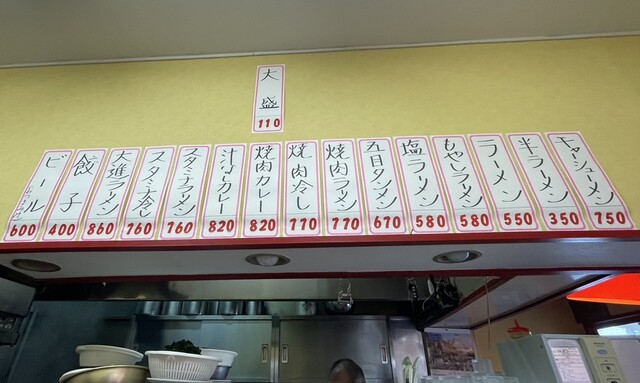 大盛
110
ビール
600
餃子
400
大進ラーメン
860
スタミナ冷し
760
スタミナラーメン
760
汁なしカレー
820
焼肉カレー
820
焼肉冷し
770
焼肉ラーメン
770
五目タンメン
670
塩ラーメン
580
もやしラーメン
580
ラーメン
550
半ラーメン
350
チャーシューメン
750